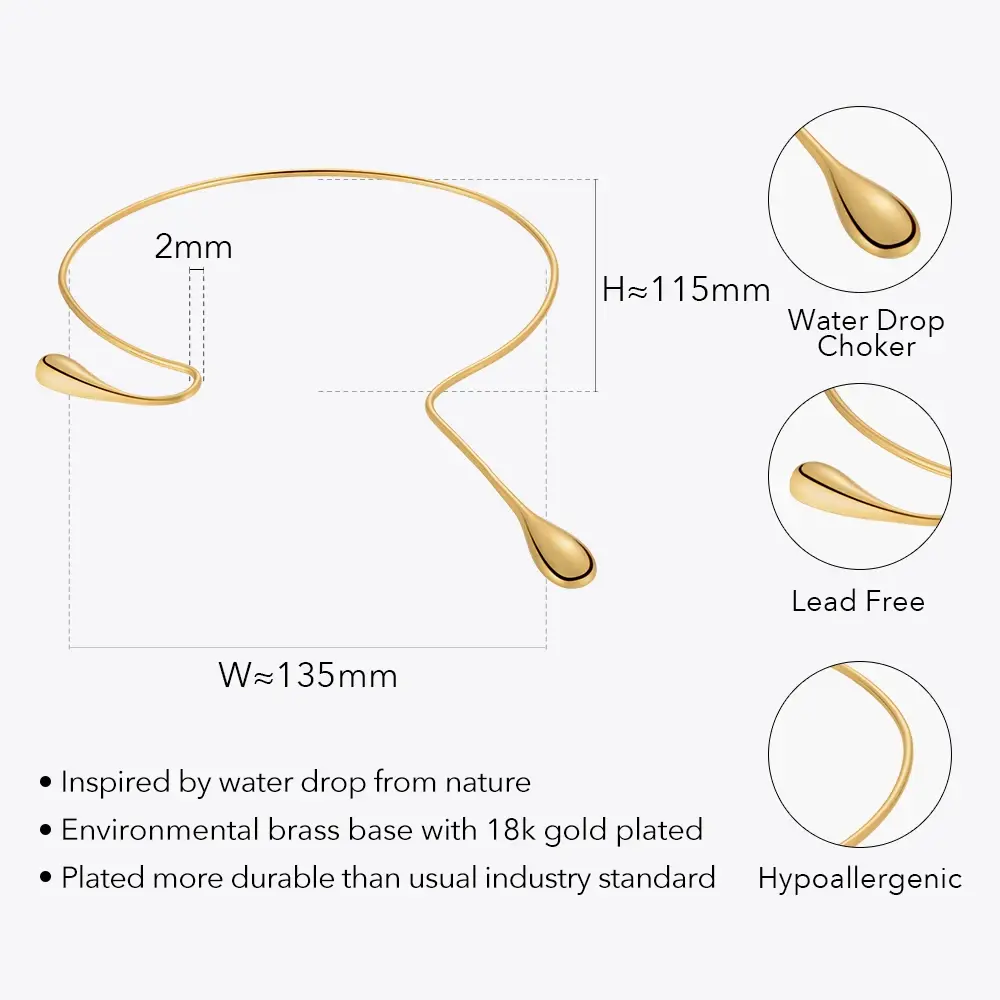 2mm
H≈115mm
W≈135mm
Water Drop
Choker
Lead Free
Hypoallergenic
• Inspired by water drop from nature
• Environmental brass base with 18k gold plated
• Plated more durable than usual industry standard